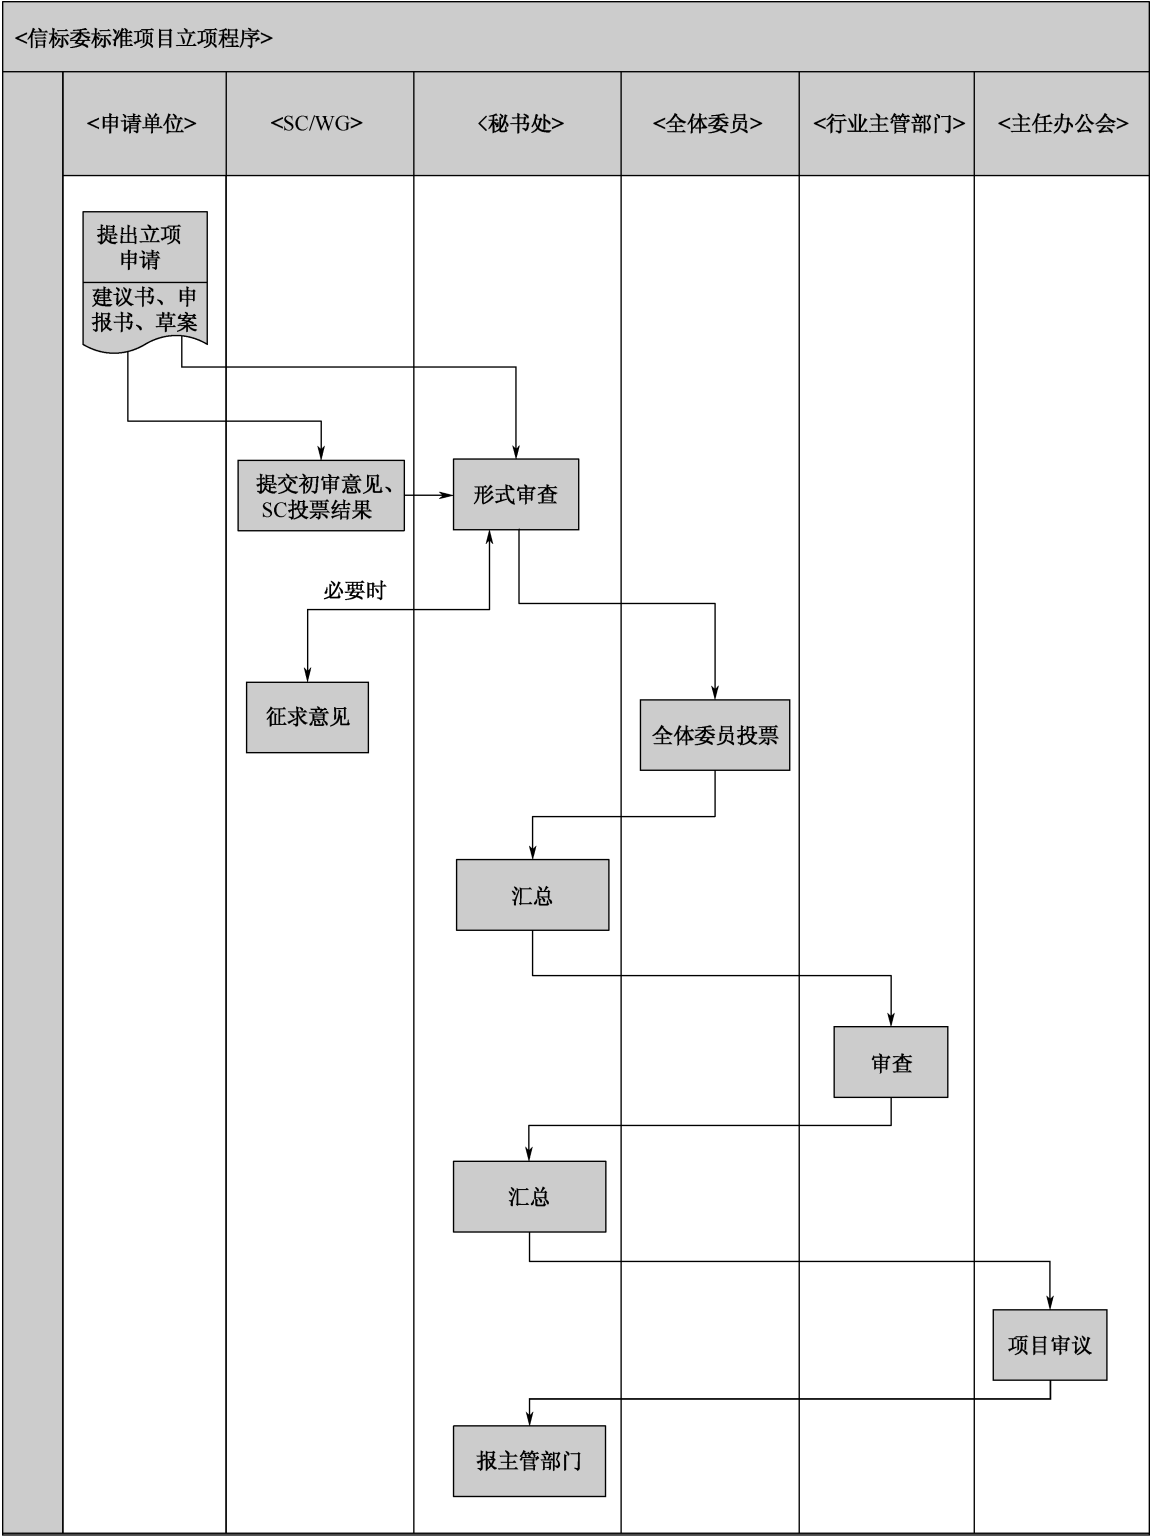 <信标委标准项目立项程序>
<申请单位>
<SC/WG>
<秘书处>
<全体委员>
<行业主管部门>
<主任办公会>
提出立项
申请
建议书、申
报书、草案
提交初审意见、
SC投票结果
形式审查
必要时
征求意见
全体委员投票
汇总
审查
汇总
项目审议
报主管部门